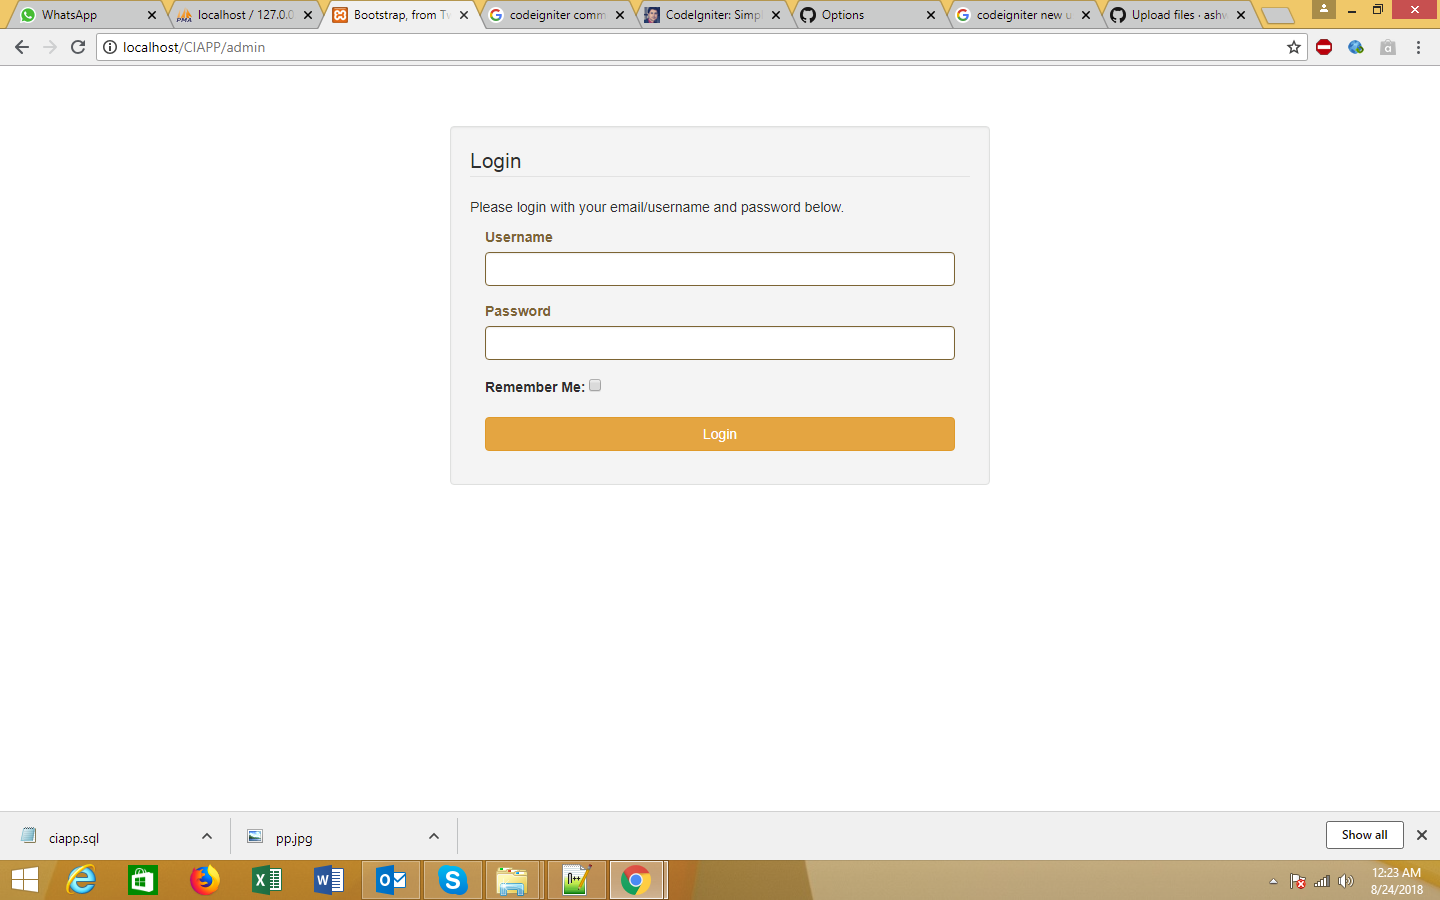 WhatsApp
localhost / 127.0.0
Bootstrap, from Tw
codeigniter comm
CodeIgniter: Simpl
Options
codeigniter new u
Upload files · ashw
localhost/CIAPP/admin
Login
Please login with your email/username and password below.
Username
Password
Remember Me:
Login
ciapp.sql
pp.jpg
Show all
12:23 AM
8/24/2018